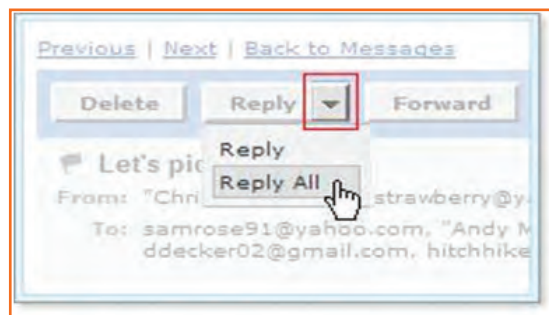 Previous | Next | Back to Messages
Delete Reply Forward
Reply
Reply All
Let's pic
From: "Chri strawberry@y
To: samrose91@yahoo.com, "Andy M
ddecker02@gmail.com, hitchhike